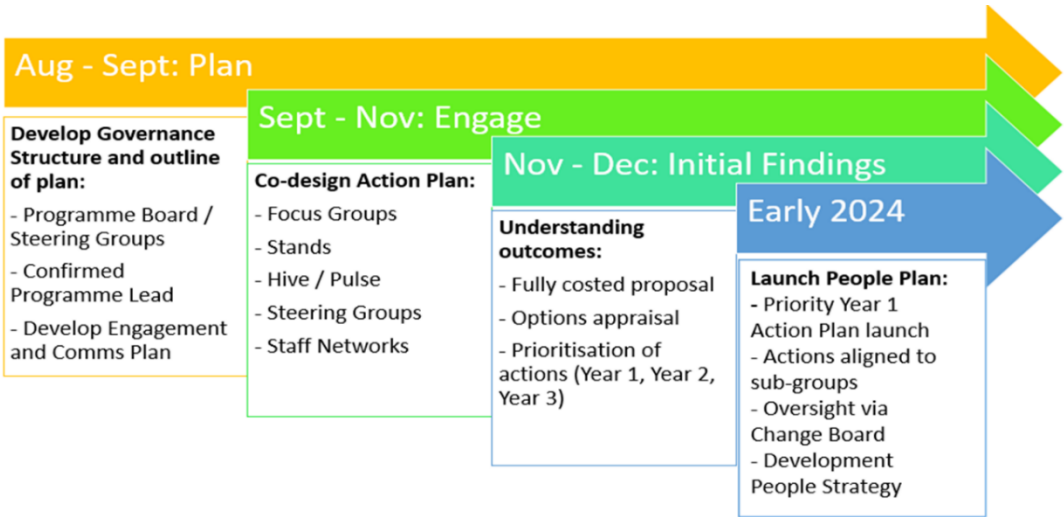 Aug - Sept: Plan
Develop Governance
Structure and outline
of plan:
- Programme Board /
Steering Groups
- Confirmed
Programme Lead
- Develop Engagement
and Comms Plan
Sept - Nov: Engage
Co-design Action Plan:
- Focus Groups
- Stands
- Hive / Pulse
- Steering Groups
- Staff Networks
Nov - Dec: Initial Findings
Understanding
outcomes:
- Fully costed proposal
- Options appraisal
- Prioritisation of
actions (Year 1, Year 2,
Year 3)
Early 2024
Launch People Plan:
- Priority Year 1
Action Plan launch
- Actions aligned to
sub-groups
- Oversight via
Change Board
- Development
People Strategy